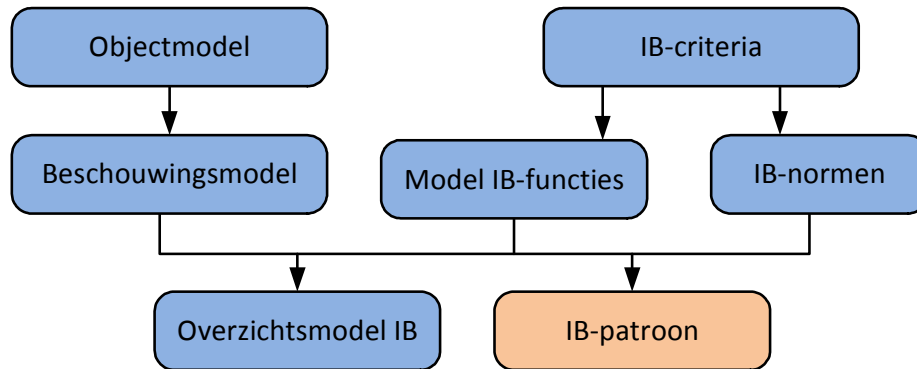 Objectmodel
IB-criteria
Beschouwingsmodel
Model IB-functies
IB-normen
Overzichtsmodel IB
IB-patroon